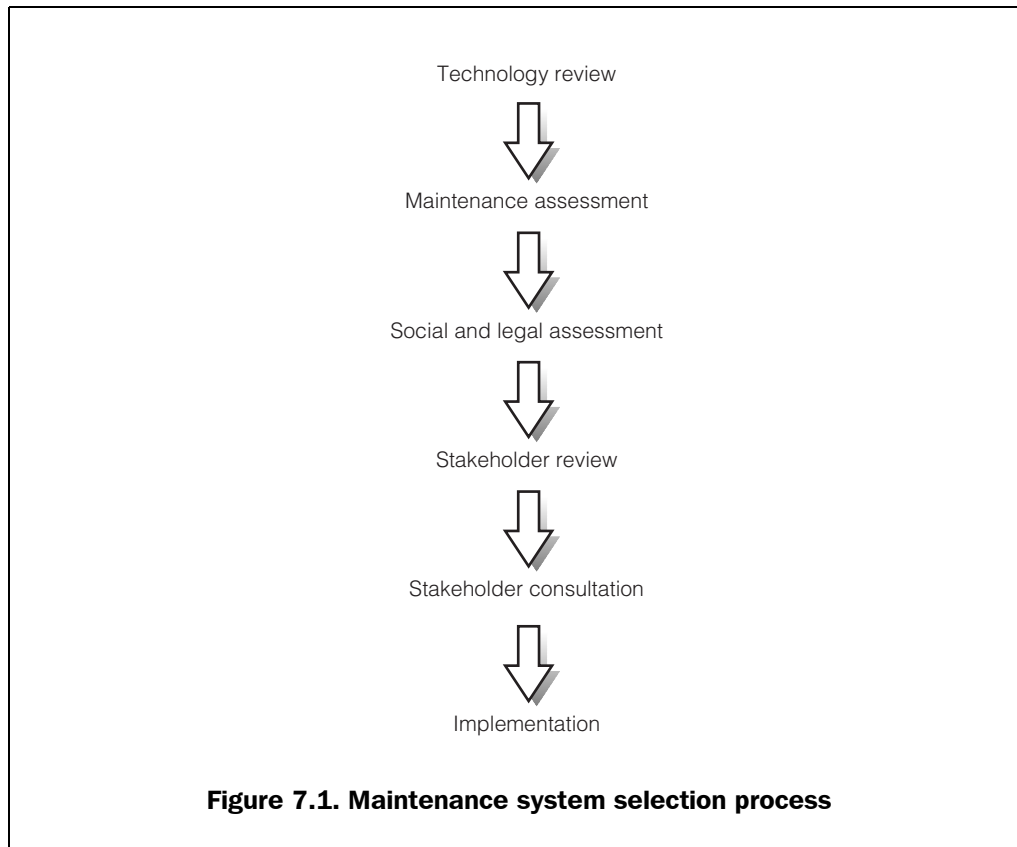 Technology review
Maintenance assessment
Social and legal assessment
Stakeholder review
Stakeholder consultation
Implementation
Figure 7.1. Maintenance system selection process